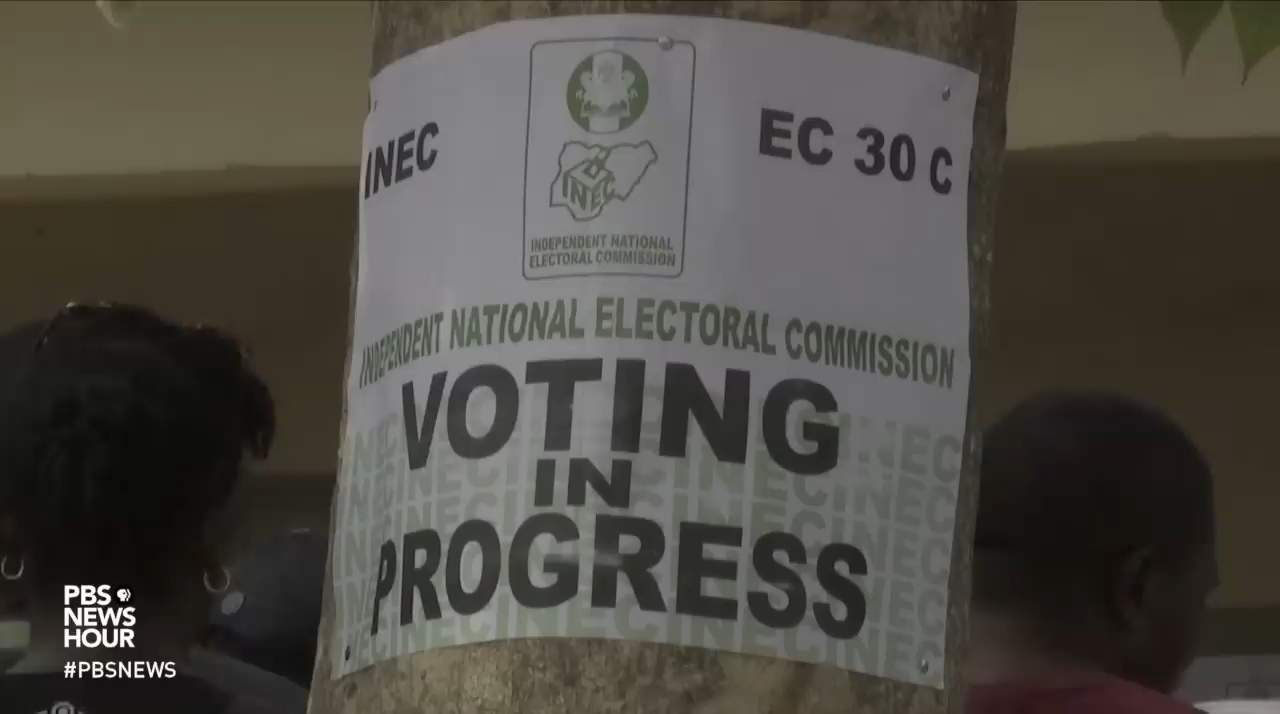 INEC
EC 30 C
INEC
INDEPENDENT NATIONAL
ELECTORAL COMMISSION
INDEPENDENT NATIONAL ELECTORAL COMMISSION
VOTING
IN
PROGRESS
PBS
NEWS
HOUR
#PBSNEWS